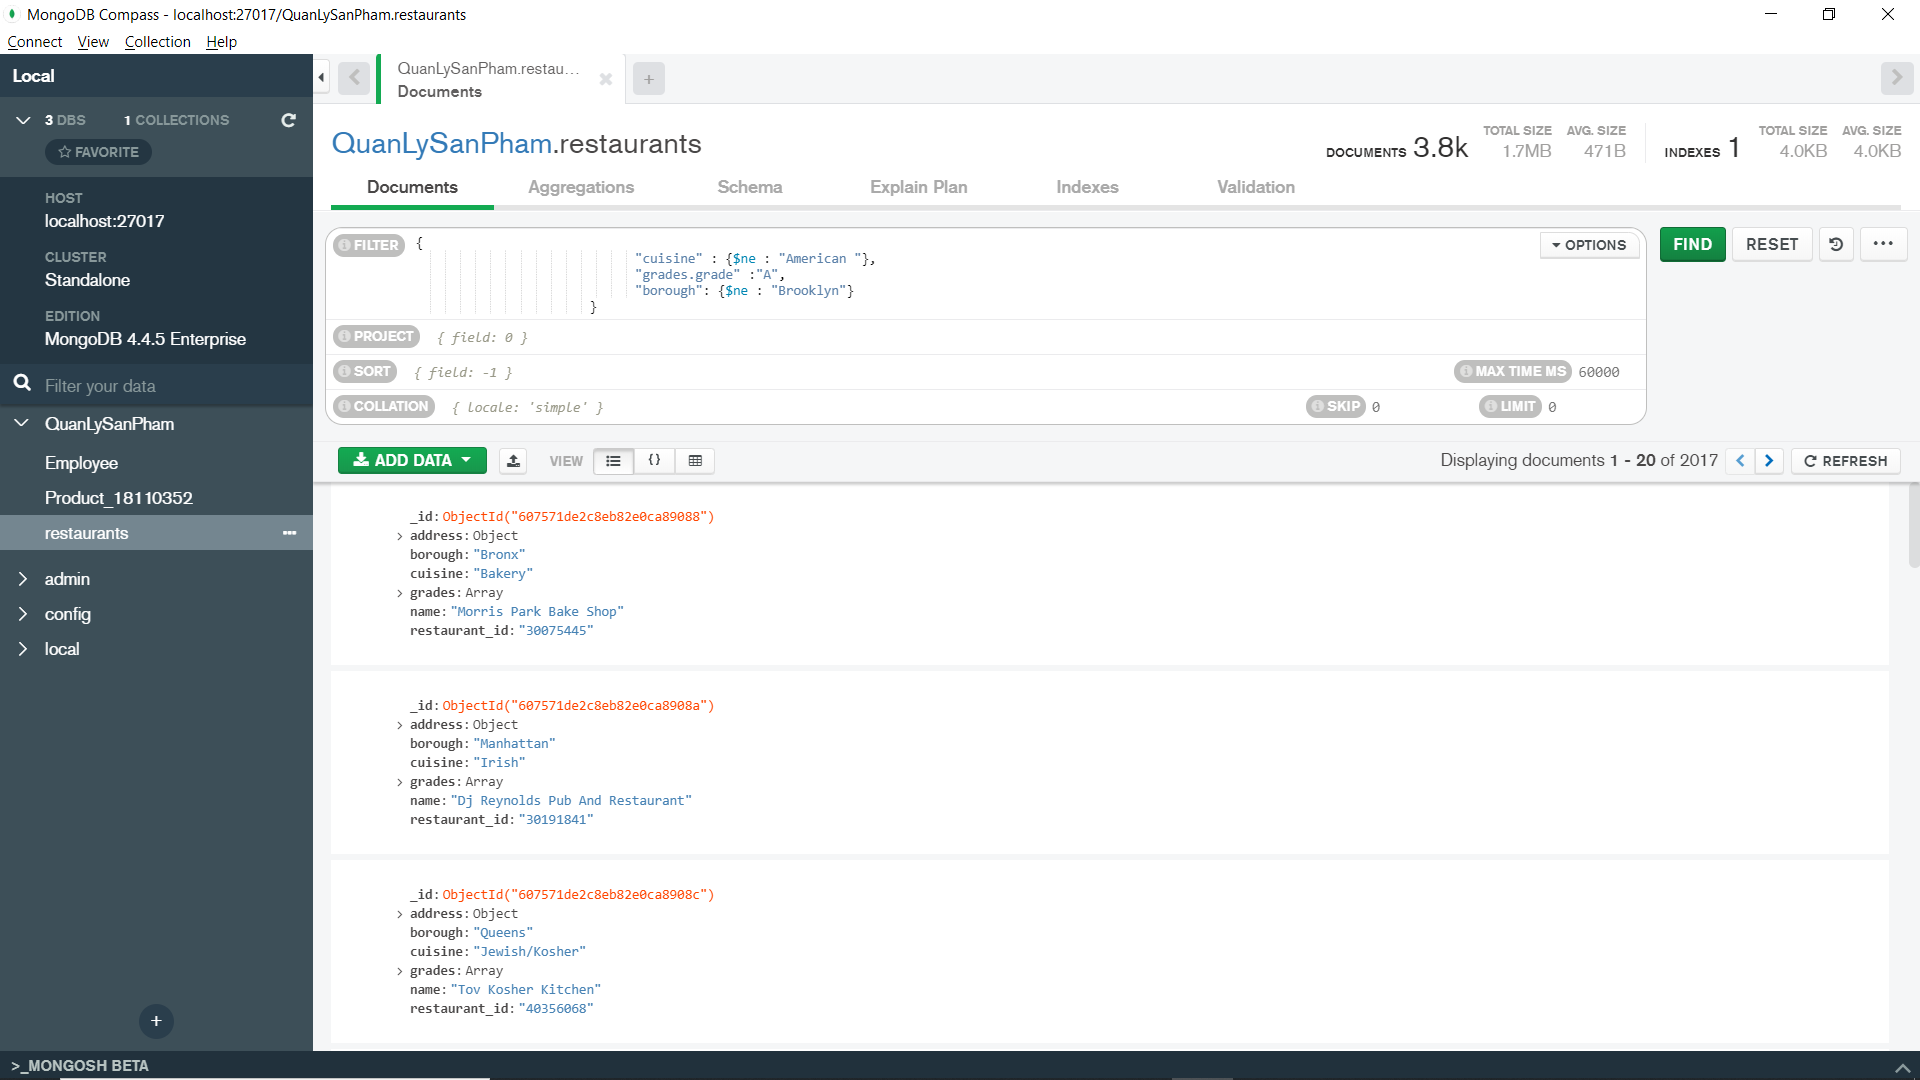 MongoDB Compass - localhost:27017/QuanLySanPham.restaurants
Connect View Collection Help
Local
3 DBS 1 COLLECTIONS
FAVORITE
HOST
localhost:27017
CLUSTER
Standalone
EDITION
MongoDB 4.4.5 Enterprise
Filter your data
QuanLySanPham
Employee
Product_18110352
restaurants
admin
config
local
QuanLySanPham.restau...
Documents
QuanLySanPham.restaurants
DOCUMENTS 3.8k TOTAL SIZE 1.7MB AVG. SIZE 471B
INDEXES 1 TOTAL SIZE 4.0KB AVG. SIZE 4.0KB
Documents Aggregations Schema Explain Plan Indexes Validation
FILTER {
"cuisine" : {$ne : "American "},
"grades.grade" :"A",
"borough": {$ne : "Brooklyn"}
}
OPTIONS FIND RESET
PROJECT { field: 0 }
SORT { field: -1 } MAX TIME MS 60000
COLLATION { locale: 'simple' } SKIP 0 LIMIT 0
ADD DATA VIEW {} Displaying documents 1 - 20 of 2017 REFRESH
_id: ObjectId("607571de2c8eb82e0ca89088")
address: Object
borough: "Bronx"
cuisine: "Bakery"
grades: Array
name: "Morris Park Bake Shop"
restaurant_id: "30075445"
_id: ObjectId("607571de2c8eb82e0ca8908a")
address: Object
borough: "Manhattan"
cuisine: "Irish"
grades: Array
name: "Dj Reynolds Pub And Restaurant"
restaurant_id: "30191841"
_id: ObjectId("607571de2c8eb82e0ca8908c")
address: Object
borough: "Queens"
cuisine: "Jewish/Kosher"
grades: Array
name: "Tov Kosher Kitchen"
restaurant_id: "40356068"
>_MONGOSH BETA